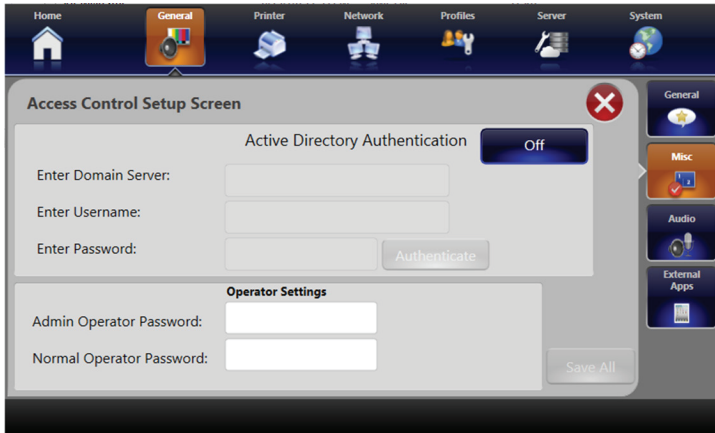 Home General Printer Network Profiles Server System
Access Control Setup Screen
General
Active Directory Authentication Off
Misc
Enter Domain Server:
Enter Username:
Audio
Enter Password: Authenticate
External
Apps
Operator Settings
Admin Operator Password:
Normal Operator Password:
Save All